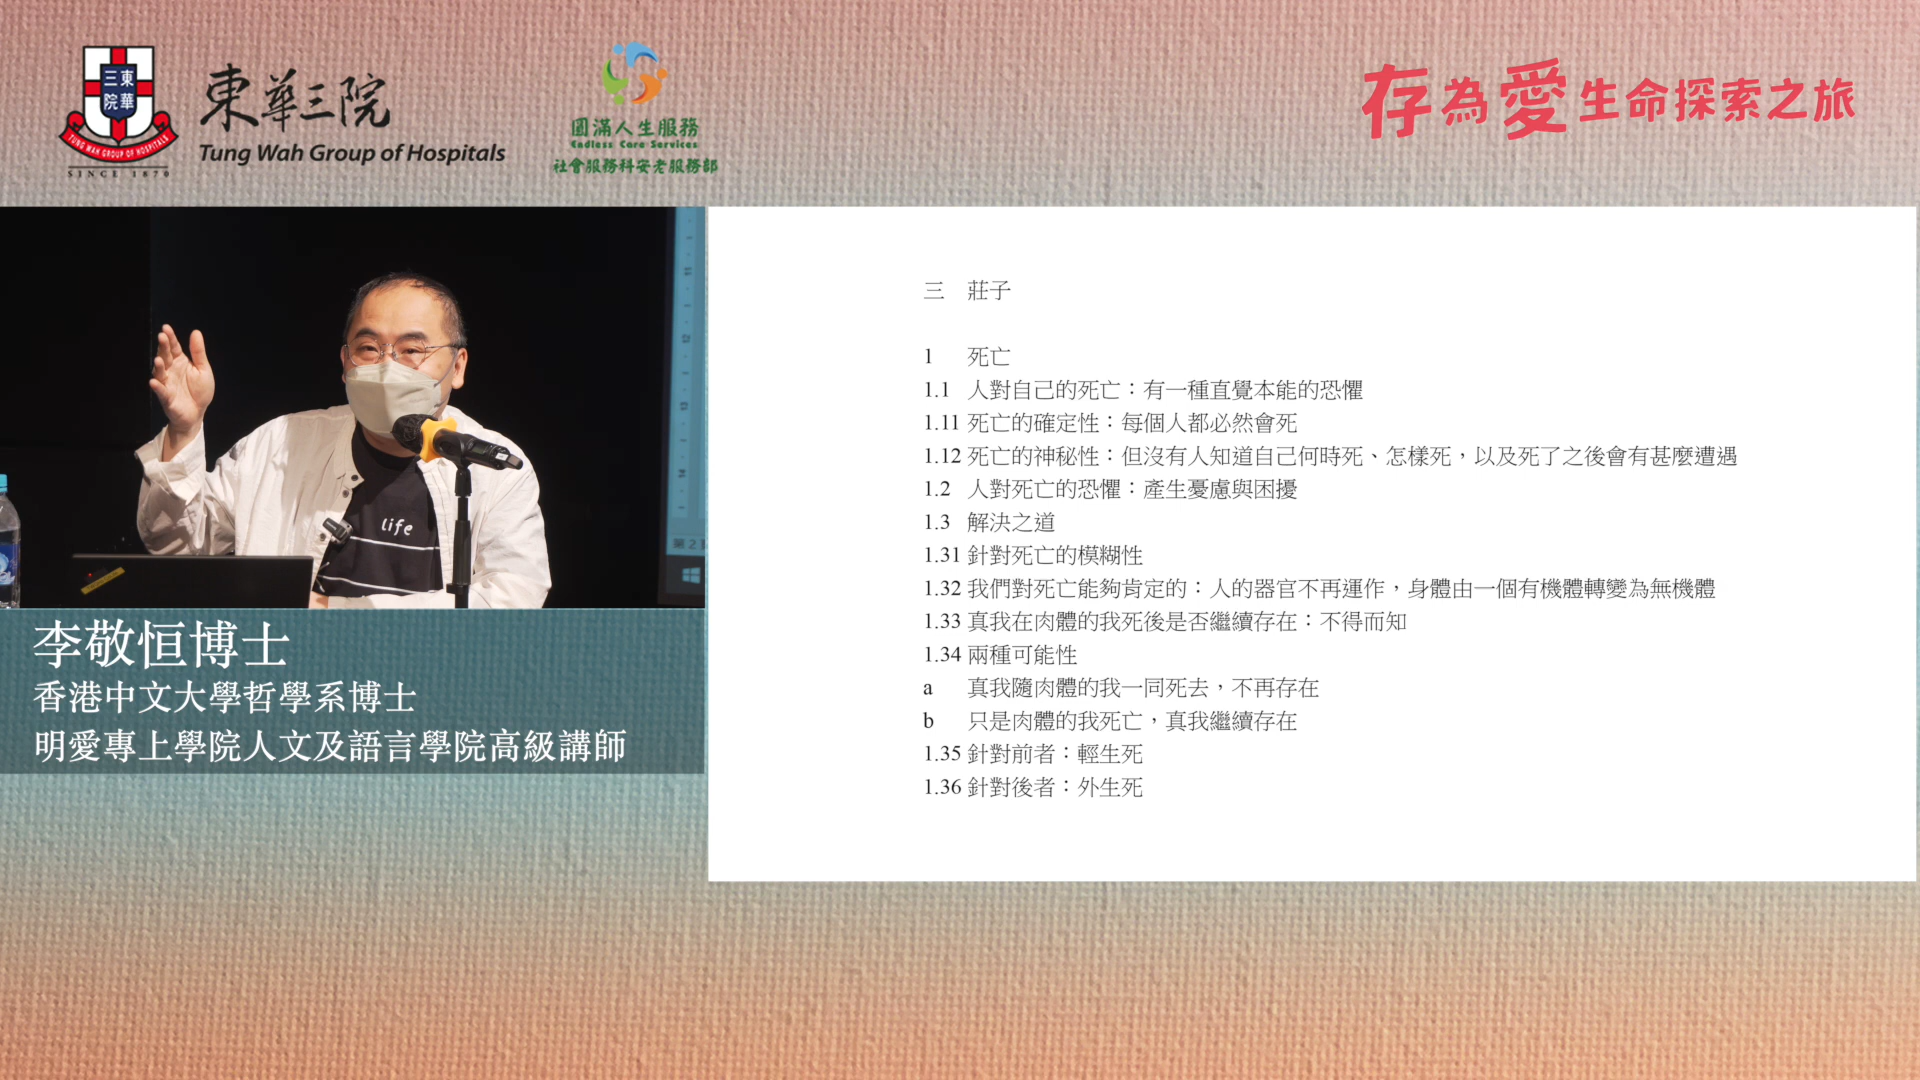 東華三院
TUNG WAH GROUP OF HOSPITALS
SINCE 1870
東華三院
Tung Wah Group of Hospitals
圓滿人生服務
Endless Care Services
社會服務科安老服務部
存為愛生命探索之旅
life
第2
李敬恒博士
香港中文大學哲學系博士
明愛專上學院人文及語言學院高級講師
三 莊子
1 死亡
1.1 人對自己的死亡：有一種直覺本能的恐懼
1.11 死亡的確定性：每個人都必然會死
1.12 死亡的神秘性：但沒有人知道自己何時死、怎樣死，以及死了之後會有甚麼遭遇
1.2 人對死亡的恐懼：產生憂慮與困擾
1.3 解決之道
1.31 針對死亡的模糊性
1.32 我們對死亡能夠肯定的：人的器官不再運作，身體由一個有機體轉變為無機體
1.33 真我在肉體的我死後是否繼續存在：不得而知
1.34 兩種可能性
a 真我隨肉體的我一同死去，不再存在
b 只是肉體的我死亡，真我繼續存在
1.35 針對前者：輕生死
1.36 針對後者：外生死